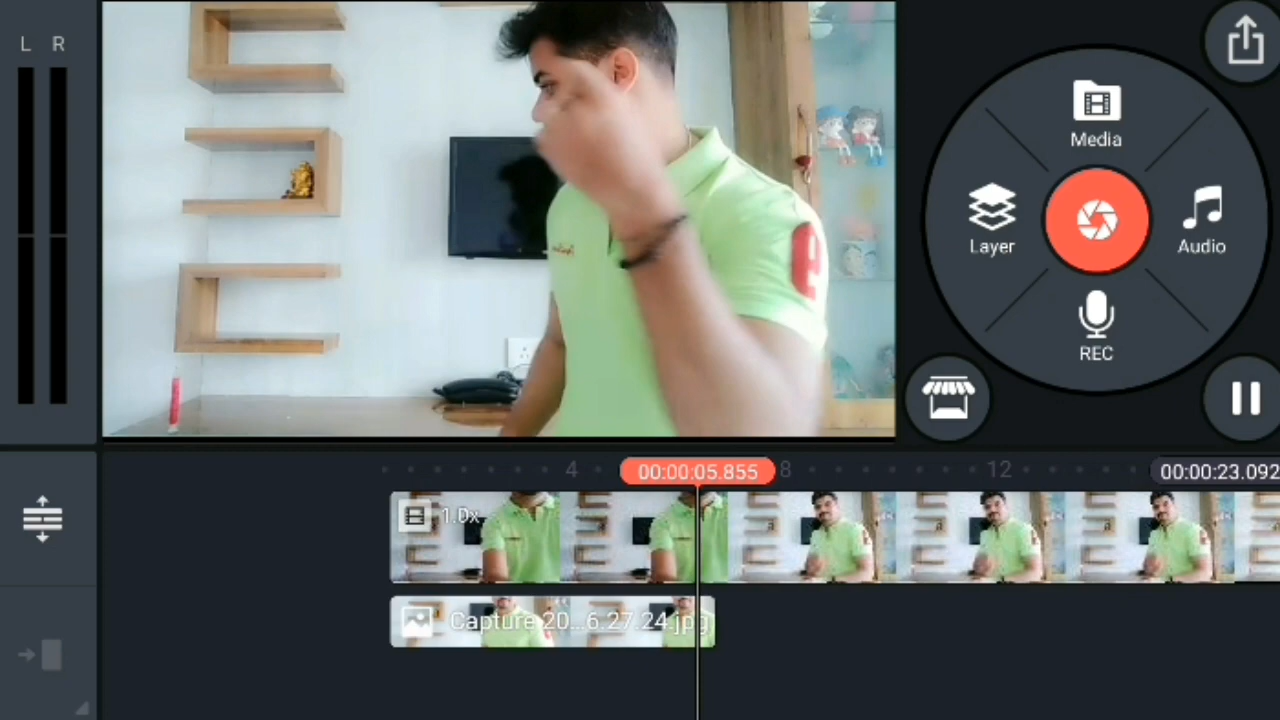 L R
Media
Layer
Audio
REC
4
00:00:05.855
8
12
00:00:23.092
1.0x
Capture 20...6.27.24.jpg